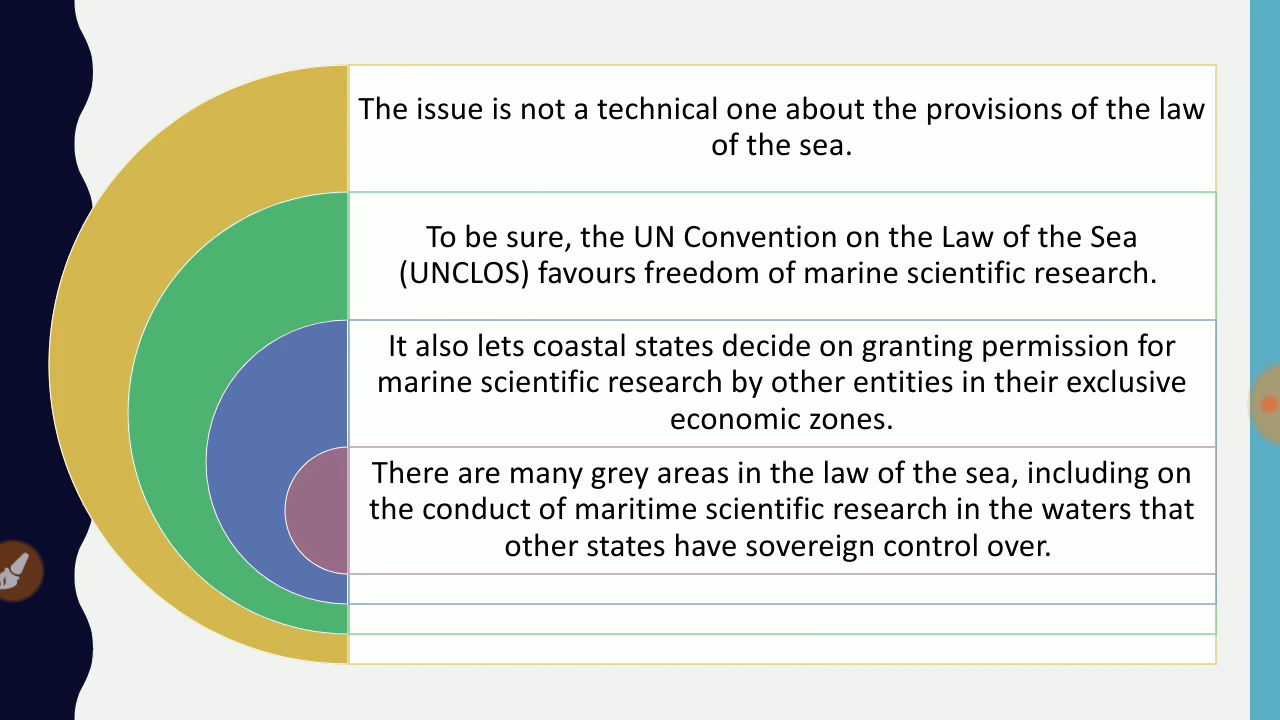 The issue is not a technical one about the provisions of the law
of the sea.
To be sure, the UN Convention on the Law of the Sea
(UNCLOS) favours freedom of marine scientific research.
It also lets coastal states decide on granting permission for
marine scientific research by other entities in their exclusive
economic zones.
There are many grey areas in the law of the sea, including on
the conduct of maritime scientific research in the waters that
other states have sovereign control over.